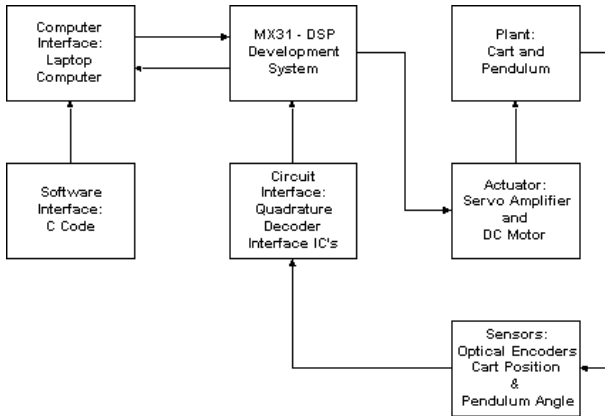 Computer
Interface:
Laptop
Computer
MX31 - DSP
Development
System
Plant:
Cart and
Pendulum
Software
Interface:
C Code
Circuit
Interface:
Quadrature
Decoder
Interface IC's
Actuator:
Servo Amplifier
and
DC Motor
Sensors:
Optical Encoders
Cart Position
&
Pendulum Angle